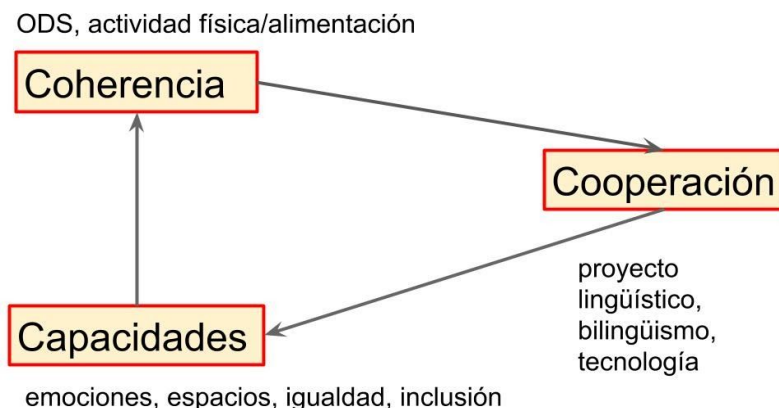 ODS, actividad física/alimentación
Coherencia
Cooperación
proyecto
lingüístico,
bilingüismo,
tecnología
Capacidades
emociones, espacios, igualdad, inclusión